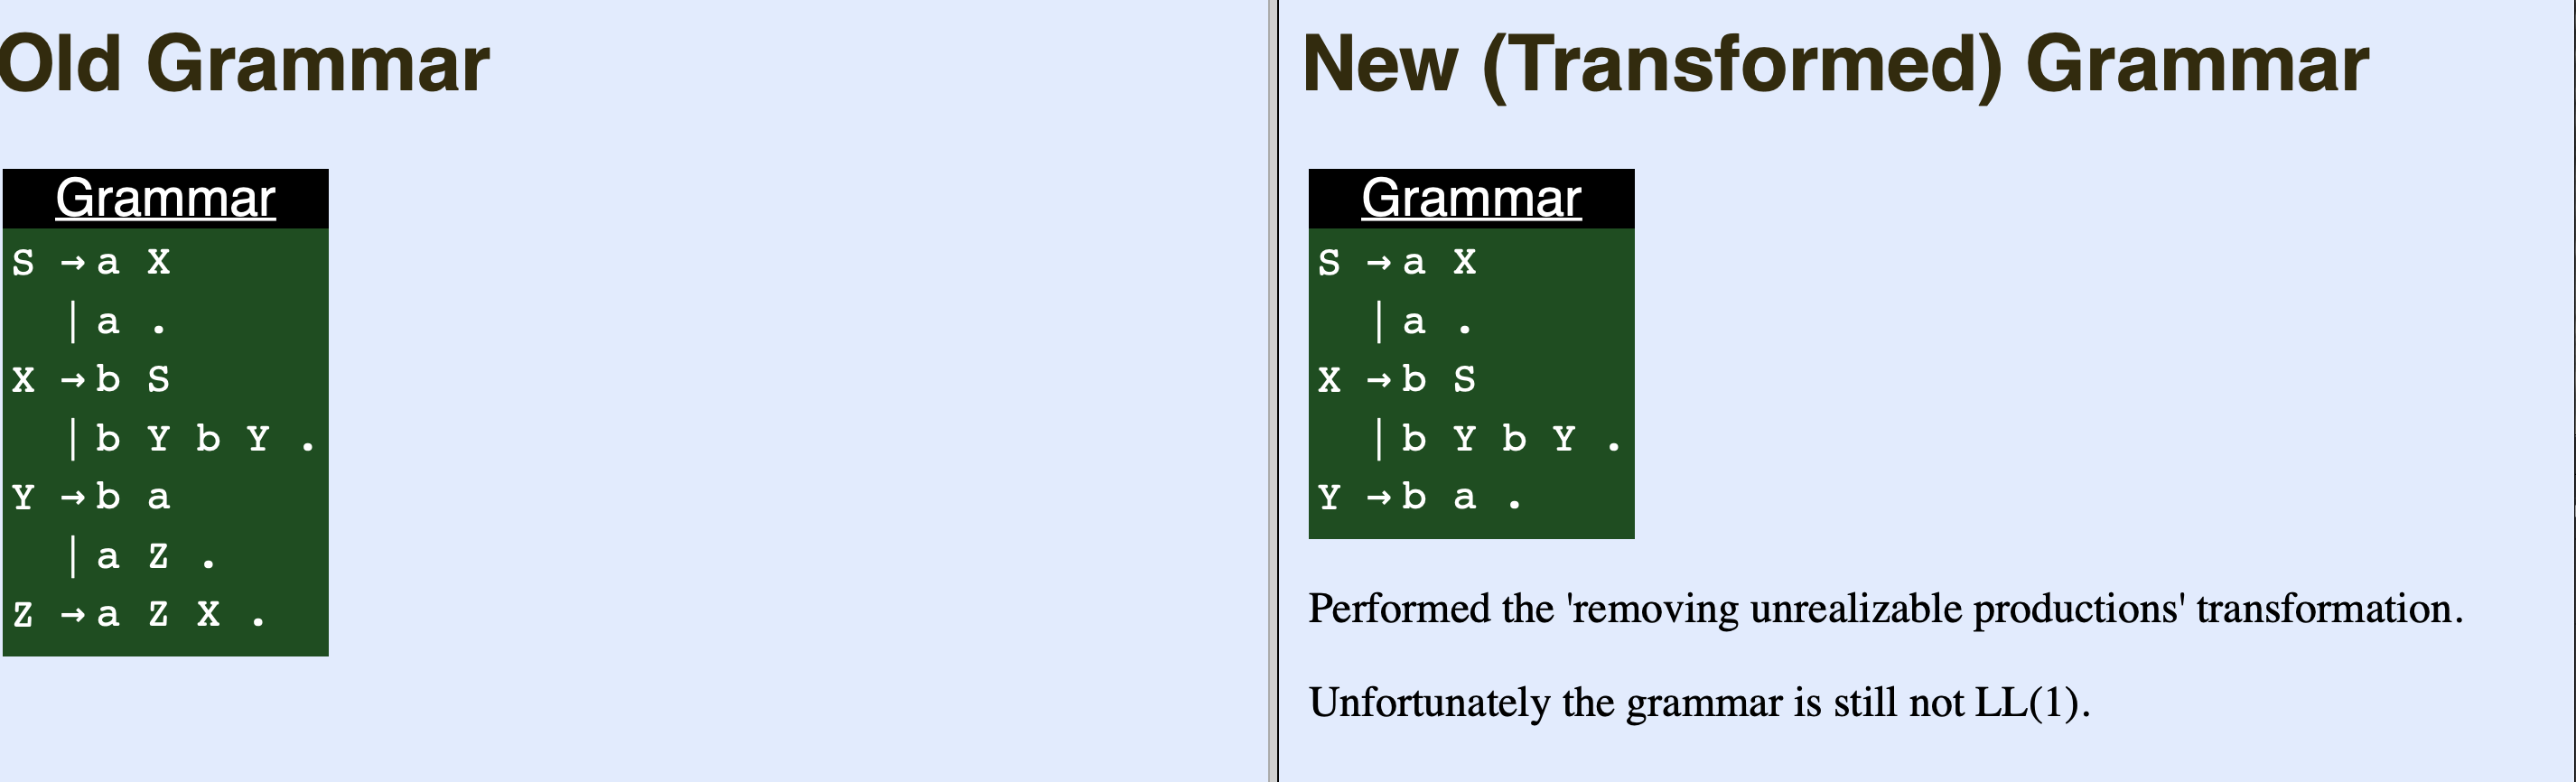 Old Grammar
Grammar
S → a X
| a .
X → b S
| b Y b Y .
Y → b a
| a Z .
Z → a Z X .
New (Transformed) Grammar
Grammar
S → a X
| a .
X → b S
| b Y b Y .
Y → b a .
Performed the 'removing unrealizable productions' transformation.
Unfortunately the grammar is still not LL(1).